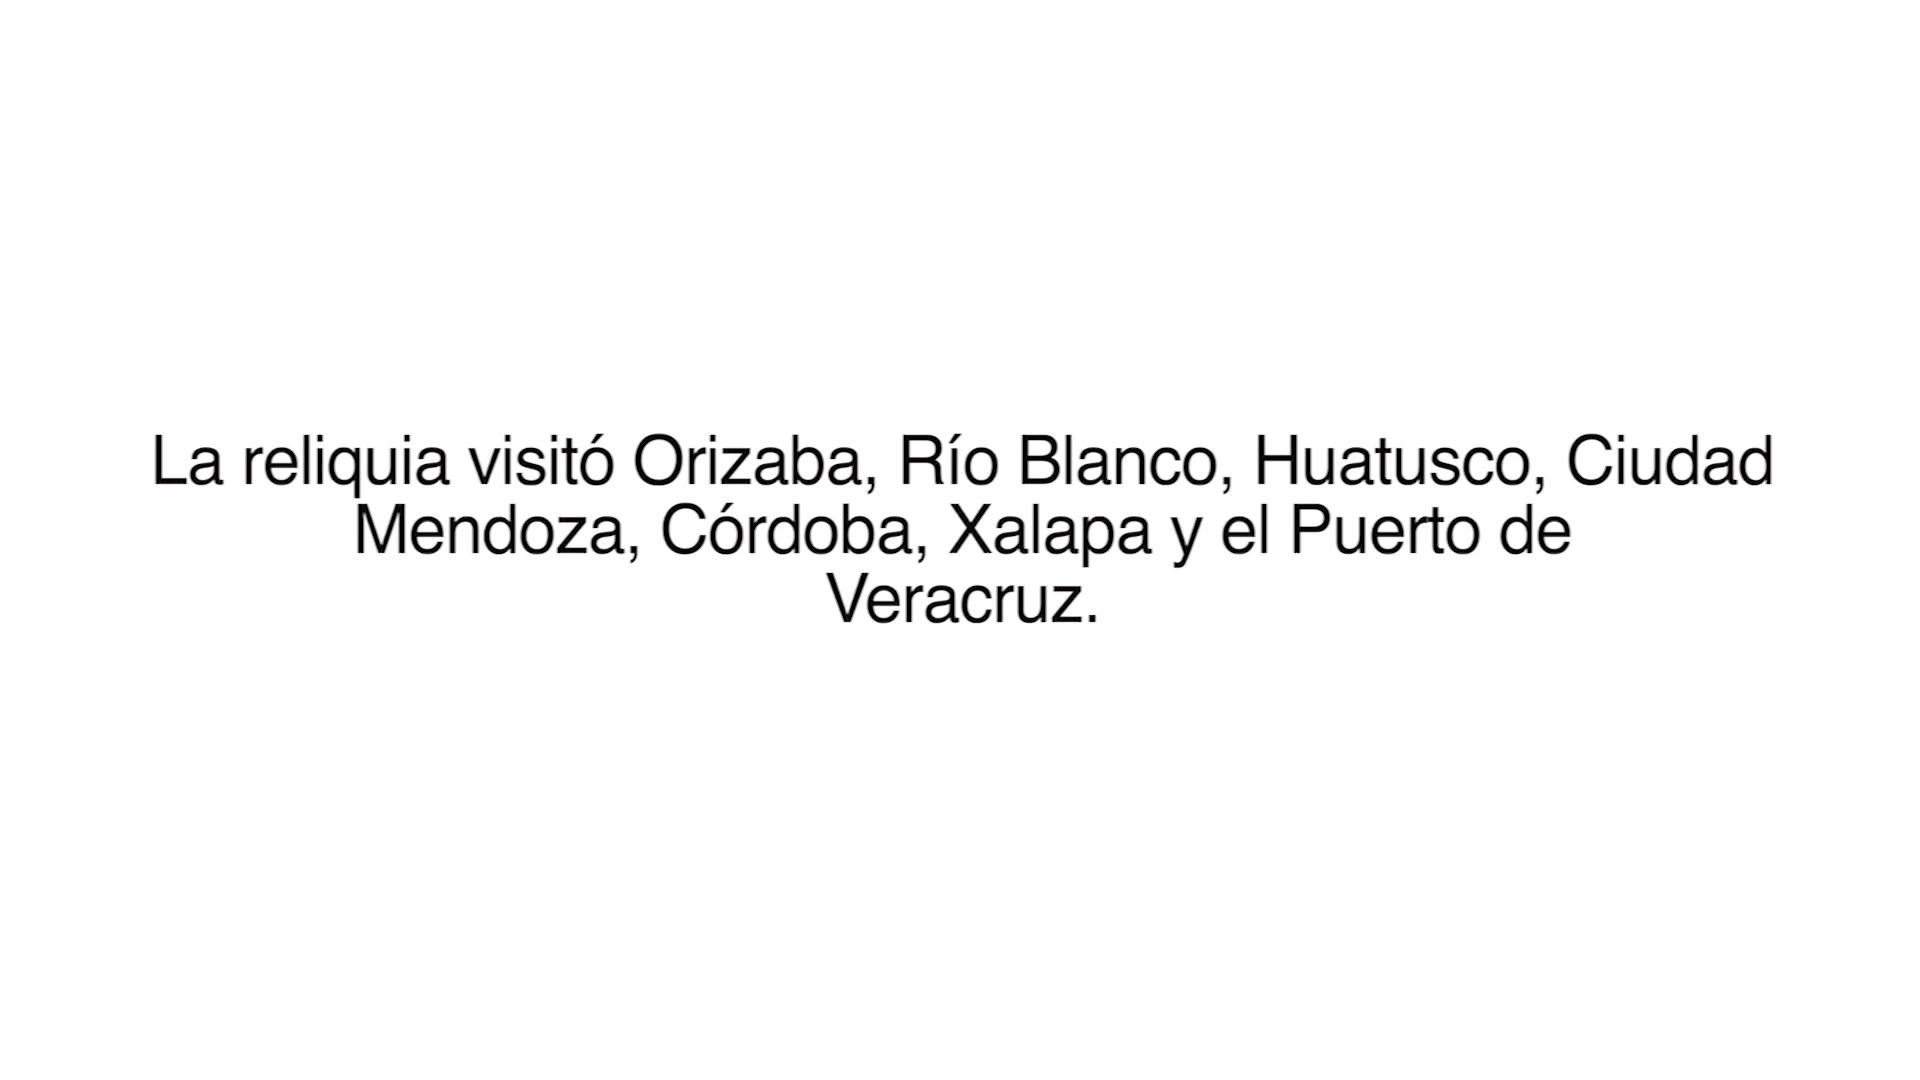 La reliquia visitó Orizaba, Río Blanco, Huatusco, Ciudad
Mendoza, Córdoba, Xalapa y el Puerto de
Veracruz.